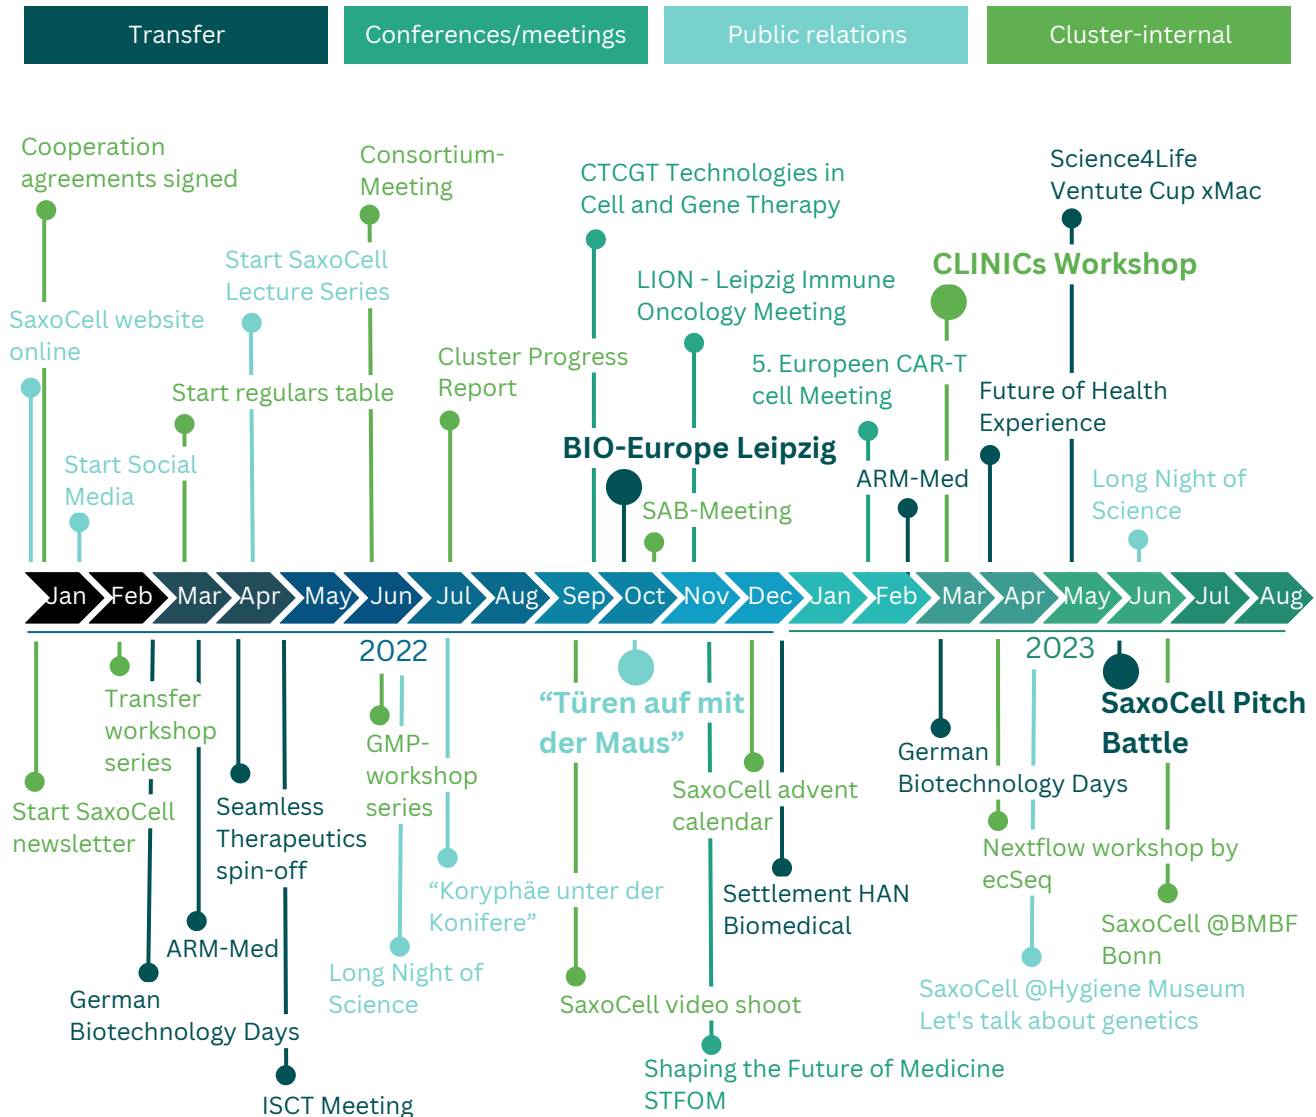 Transfer
Conferences/meetings
Public relations
Cluster-internal
Cooperation
agreements signed
Consortium-
Meeting
CTCGT Technologies in
Cell and Gene Therapy
Science4Life
Ventute Cup xMac
Start SaxoCell
Lecture Series
CLINICs Workshop
LION - Leipzig Immune
Oncology Meeting
SaxoCell website
online
Cluster Progress
Report
5. Europeen CAR-T
cell Meeting
Start regulars table
Future of Health
Experience
BIO-Europe Leipzig
Start Social
Media
ARM-Med
Long Night of
Science
SAB-Meeting
Jan
Feb
Mar
Apr
May
Jun
Jul
Aug
Sep
Oct
Nov
Dec
Jan
Feb
Mar
Apr
May
Jun
Jul
Aug
2022
2023
Transfer
workshop
series
“Türen auf mit
der Maus”
SaxoCell Pitch
Battle
GMP-
workshop
series
German
Biotechnology Days
Start SaxoCell
newsletter
Seamless
Therapeutics
spin-off
SaxoCell advent
calendar
Nextflow workshop by
ecSeq
“Koryphäe unter der
Konifere”
Settlement HAN
Biomedical
SaxoCell @BMBF
Bonn
ARM-Med
Long Night of
Science
SaxoCell @Hygiene Museum
Let's talk about genetics
German
Biotechnology Days
SaxoCell video shoot
Shaping the Future of Medicine
STFOM
ISCT Meeting